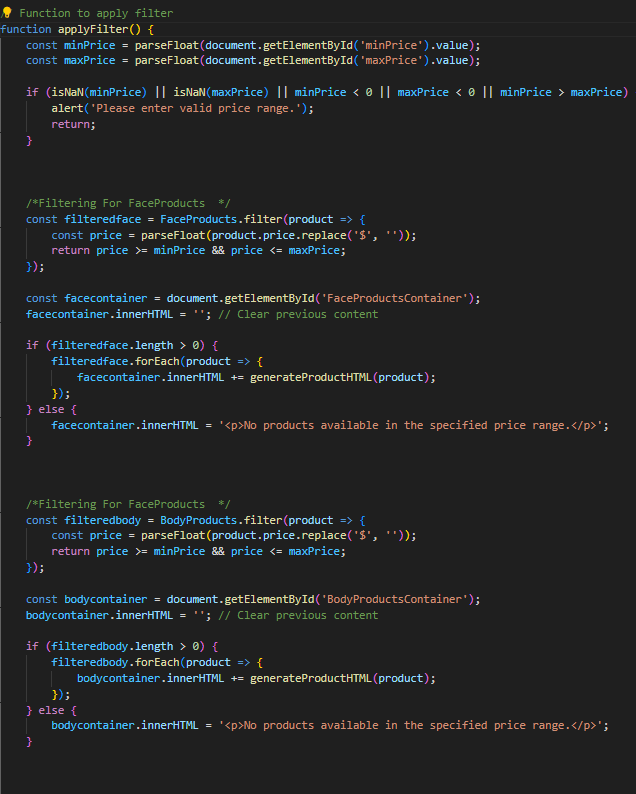 / Function to apply filter
function applyFilter() {
    const minPrice = parseFloat(document.getElementById('minPrice').value);
    const maxPrice = parseFloat(document.getElementById('maxPrice').value);
    if (isNaN(minPrice) || isNaN(maxPrice) || minPrice < 0 || maxPrice < 0 || minPrice > maxPrice)
        alert('Please enter valid price range.');
        return;
    }
    /*Filtering For FaceProducts  */
    const filteredface = FaceProducts.filter(product => {
        const price = parseFloat(product.price.replace('$', ''));
        return price >= minPrice && price <= maxPrice;
    });
    const facecontainer = document.getElementById('FaceProductsContainer');
    facecontainer.innerHTML = ''; // Clear previous content
    if (filteredface.length > 0) {
        filteredface.forEach(product => {
            facecontainer.innerHTML += generateProductHTML(product);
        });
    } else {
        facecontainer.innerHTML = '<p>No products available in the specified price range.</p>';
    }
    /*Filtering For FaceProducts  */
    const filteredbody = BodyProducts.filter(product => {
        const price = parseFloat(product.price.replace('$', ''));
        return price >= minPrice && price <= maxPrice;
    });
    const bodycontainer = document.getElementById('BodyProductsContainer');
    bodycontainer.innerHTML = ''; // Clear previous content
    if (filteredbody.length > 0) {
        filteredbody.forEach(product => {
            bodycontainer.innerHTML += generateProductHTML(product);
        });
    } else {
        bodycontainer.innerHTML = '<p>No products available in the specified price range.</p>';
    }